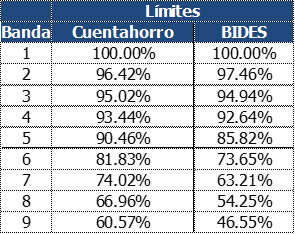 Límites
Banda Cuentahorro BIDES
1 100.00% 100.00%
2 96.42% 97.46%
3 95.02% 94.94%
4 93.44% 92.64%
5 90.46% 85.82%
6 81.83% 73.65%
7 74.02% 63.21%
8 66.96% 54.25%
9 60.57% 46.55%